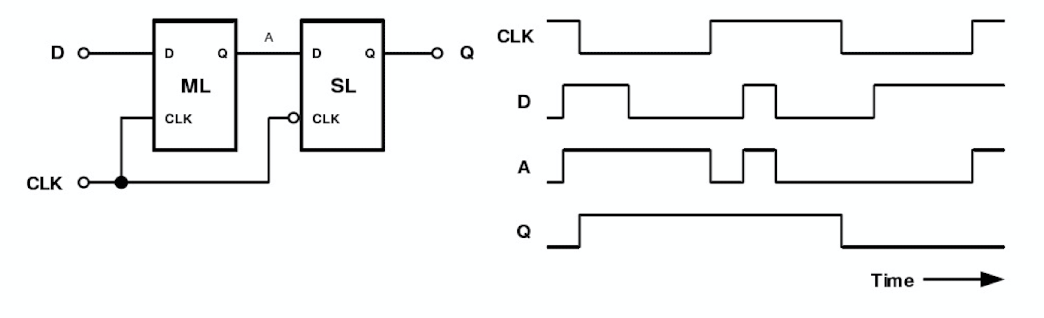 A
D D Q D Q Q
ML SL
CLK CLK
CLK
CLK
D
A
Q
Time